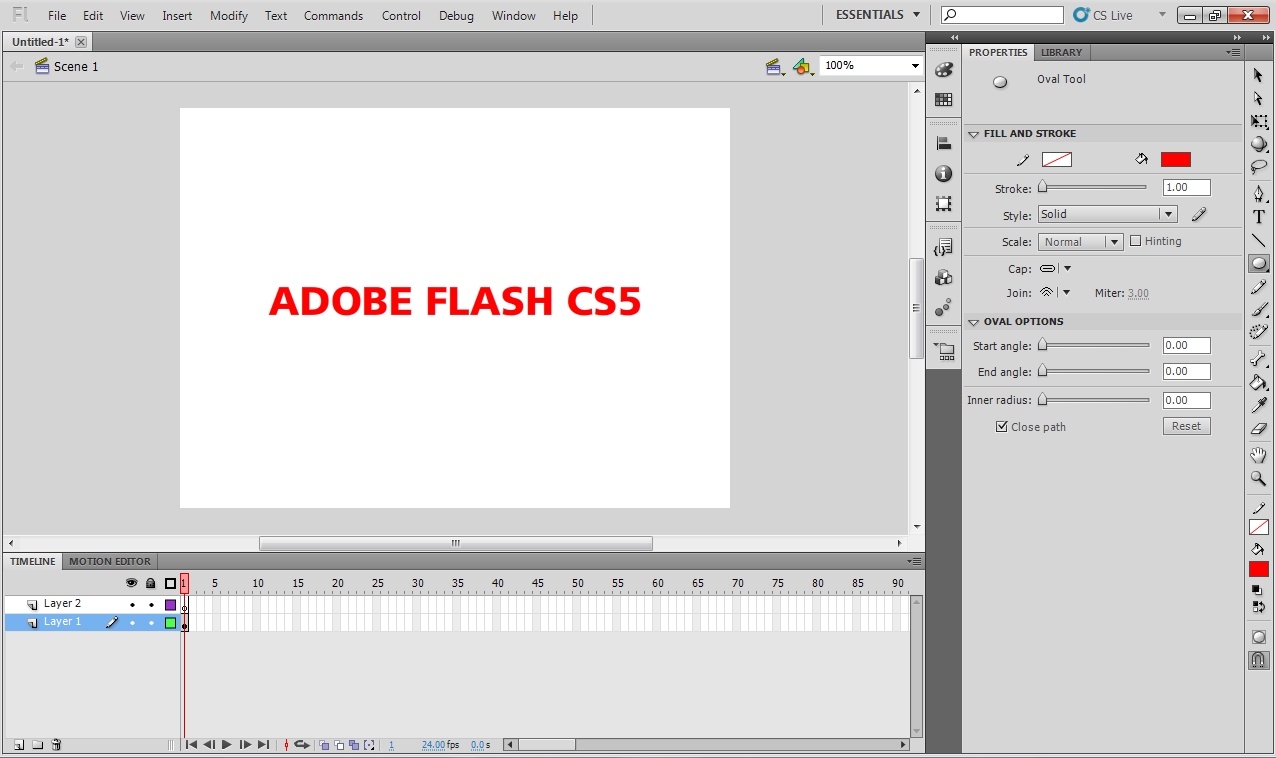 Fl File Edit View Insert Modify Text Commands Control Debug Window Help ESSENTIALS CS Live
Untitled-1*
Scene 1
100%
ADOBE FLASH CS5
PROPERTIES LIBRARY
Oval Tool
FILL AND STROKE
Stroke: 1.00
Style: Solid
Scale: Normal Hinting
Cap:
Join: Miter: 3.00
OVAL OPTIONS
Start angle: 0.00
End angle: 0.00
Inner radius: 0.00
Close path Reset
T
TIMELINE MOTION EDITOR
1 5 10 15 20 25 30 35 40 45 50 55 60 65 70 75 80 85 90
Layer 2
Layer 1
1 24.00 fps 0.0 s